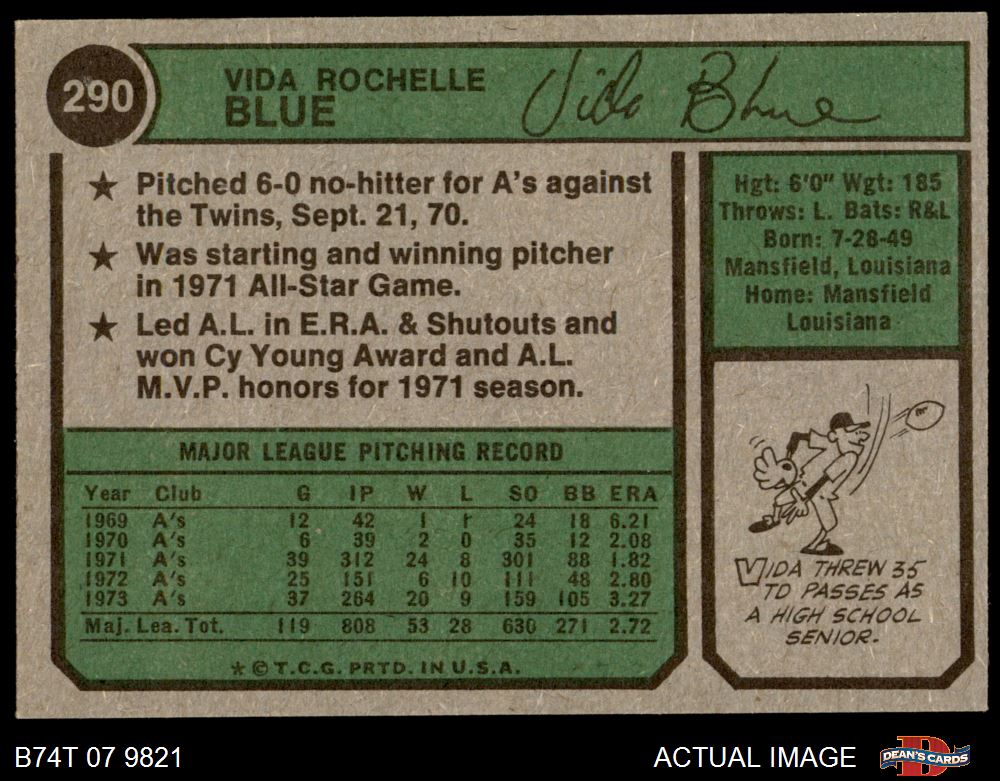 290
VIDA ROCHELLE
BLUE
Vida Blue
★ Pitched 6-0 no-hitter for A's against
the Twins, Sept. 21, 70.
★ Was starting and winning pitcher
in 1971 All-Star Game.
★ Led A.L. in E.R.A. & Shutouts and
won Cy Young Award and A.L.
M.V.P. honors for 1971 season.
MAJOR LEAGUE PITCHING RECORD
Year Club G IP W L SO BB ERA
1969 A's 12 42 1 1 24 18 6.21
1970 A's 6 39 2 0 35 12 2.08
1971 A's 39 312 24 8 301 88 1.82
1972 A's 25 151 6 10 111 48 2.80
1973 A's 37 264 20 9 159 105 3.27
Maj. Lea. Tot. 119 808 53 28 630 271 2.72
★ © T.C.G. PRTD. IN U.S.A.
Hgt: 6'0" Wgt: 185
Throws: L. Bats: R&L
Born: 7-28-49
Mansfield, Louisiana
Home: Mansfield
Louisiana
VIDA THREW 35
TD PASSES AS
A HIGH SCHOOL
SENIOR.
B74T 07 9821
ACTUAL IMAGE
DEAN'S CARDS